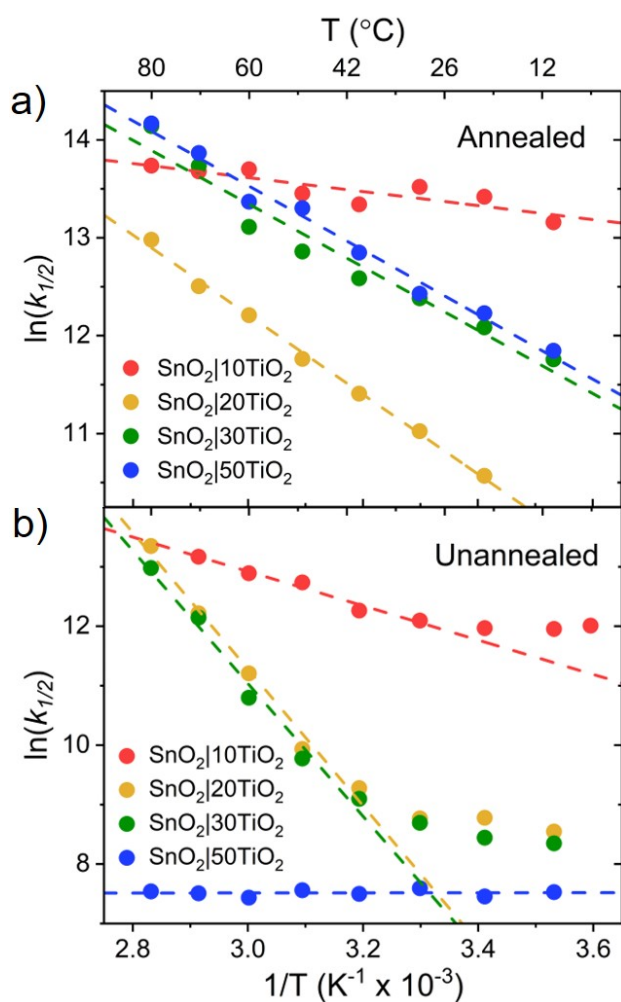 T (°C)
80 60 42 26 12
a)
Annealed
14
13
12
11
ln(k1/2)
SnO2|10TiO2
SnO2|20TiO2
SnO2|30TiO2
SnO2|50TiO2
b)
Unannealed
12
10
8
ln(k1/2)
SnO2|10TiO2
SnO2|20TiO2
SnO2|30TiO2
SnO2|50TiO2
2.8 3.0 3.2 3.4 3.6
1/T (K-1 x 10-3)